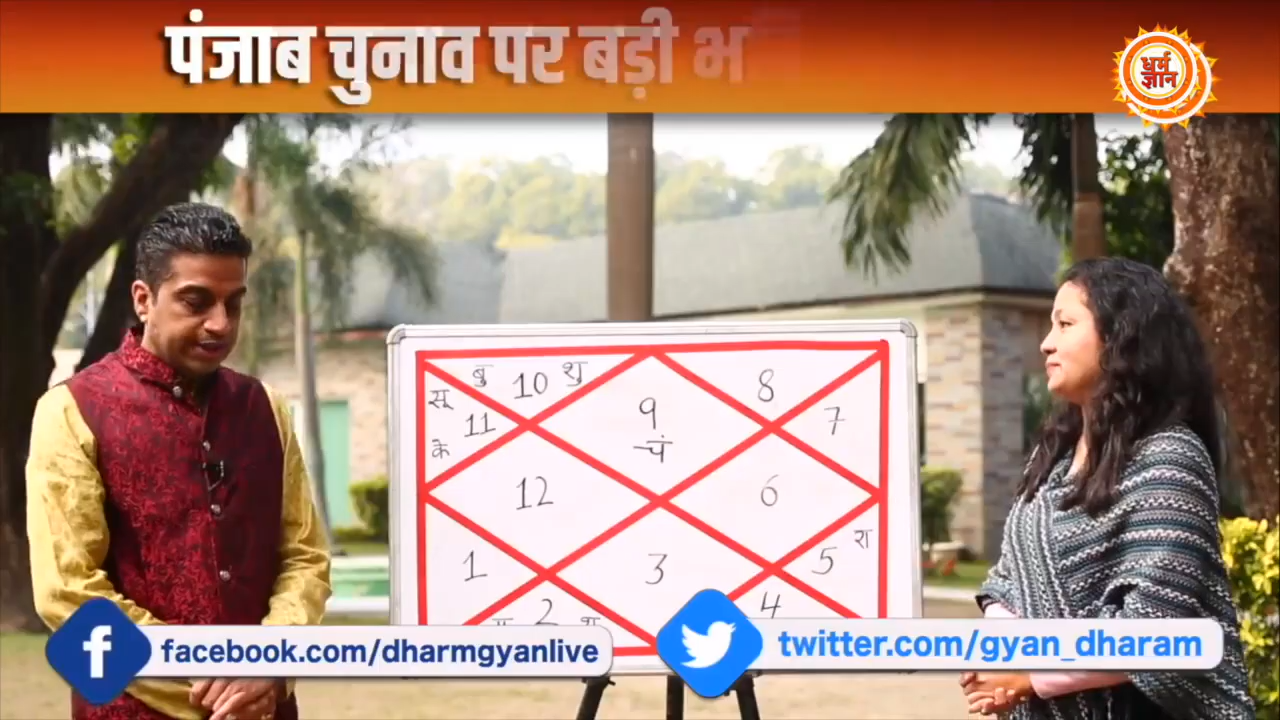 पंजाब चुनाव पर बड़ी
धर्म
ज्ञान
बु 10 शु
सू
11
के
9
चं
8
7
12
6
1
3
5 रा
2
4
facebook.com/dharmgyanlive
twitter.com/gyan_dharam